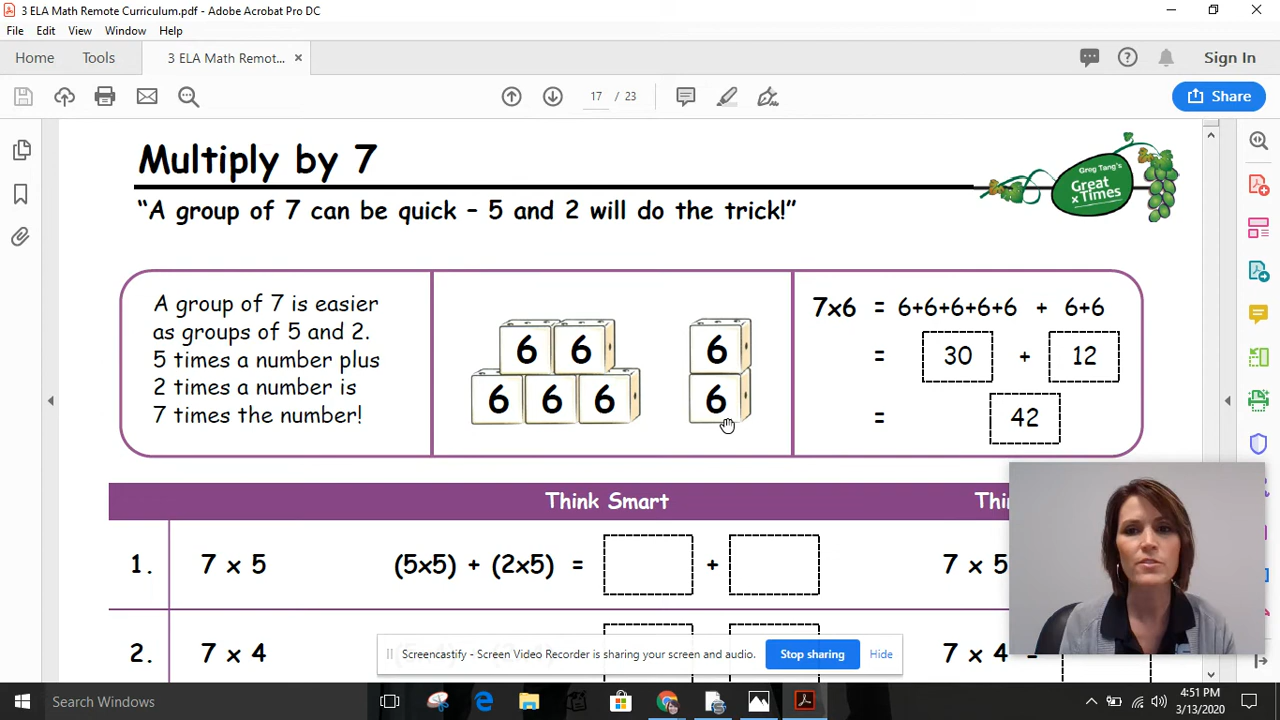 3 ELA Math Remote Curriculum.pdf - Adobe Acrobat Pro DC
File Edit View Window Help
Home Tools 3 ELA Math Remot... × Sign In
17 / 23 Share
Multiply by 7
Greg Tang's
Great
x Times
"A group of 7 can be quick – 5 and 2 will do the trick!"
A group of 7 is easier
as groups of 5 and 2.
5 times a number plus
2 times a number is
7 times the number!
6 6 6
6 6 6 6
7x6 = 6+6+6+6+6 + 6+6
= 30 + 12
= 42
Think Smart
1. 7 x 5 (5x5) + (2x5) = + 7 x 5
2. 7 x 4 7 x 4 =
Screencastify - Screen Video Recorder is sharing your screen and audio. Stop sharing Hide
Search Windows
4:51 PM
3/13/2020